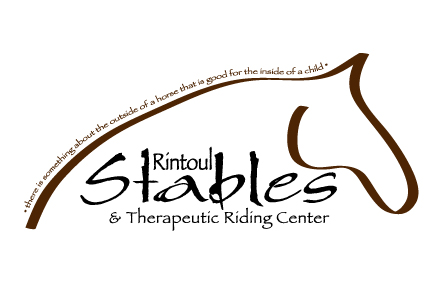 *there is something about the outside of a horse that is good for the inside of a child*
Rintoul
Stables
& Therapeutic Riding Center